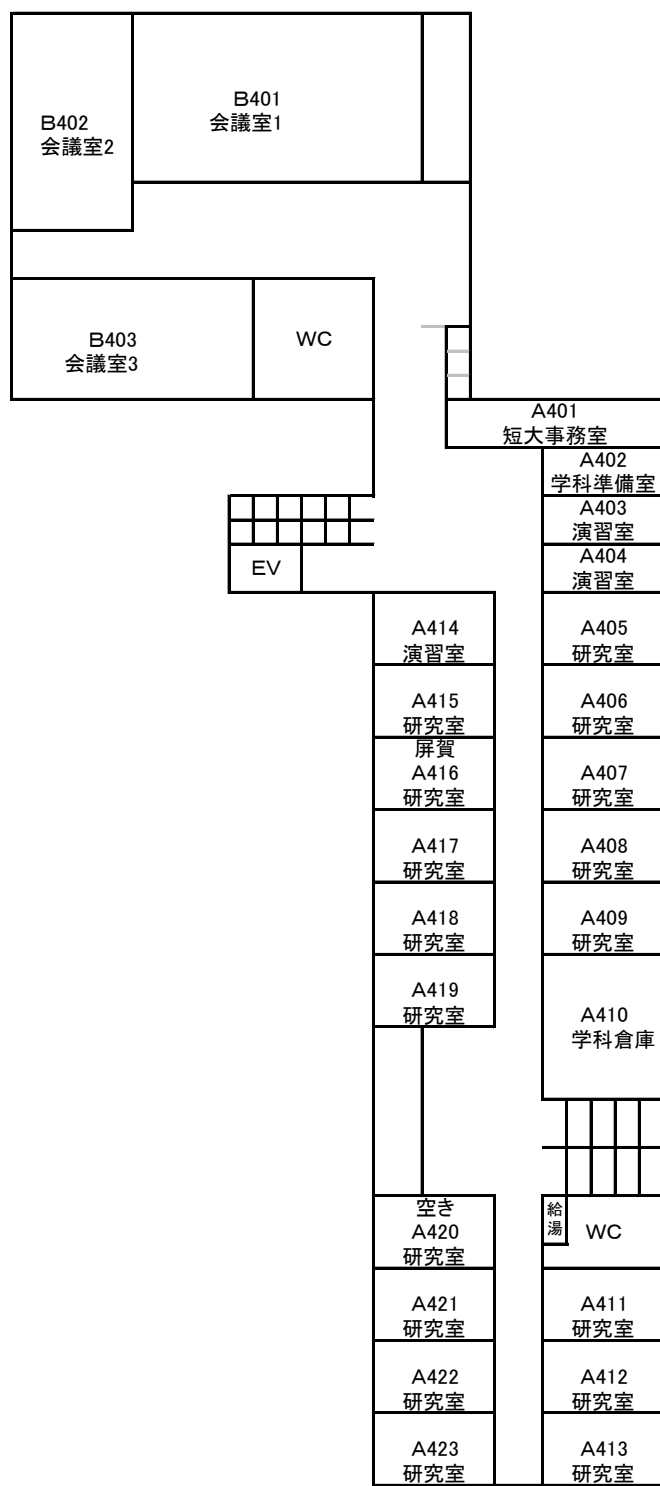 B401
会議室1
B402
会議室2
B403
会議室3
WC
A401
短大事務室
A402
学科準備室
A403
演習室
A404
演習室
EV
A414
演習室
A405
研究室
A415
研究室
A406
研究室
屏賀
A416
研究室
A407
研究室
A417
研究室
A408
研究室
A418
研究室
A409
研究室
A419
研究室
A410
学科倉庫
空き
A420
研究室
給
湯
WC
A421
研究室
A411
研究室
A422
研究室
A412
研究室
A423
研究室
A413
研究室